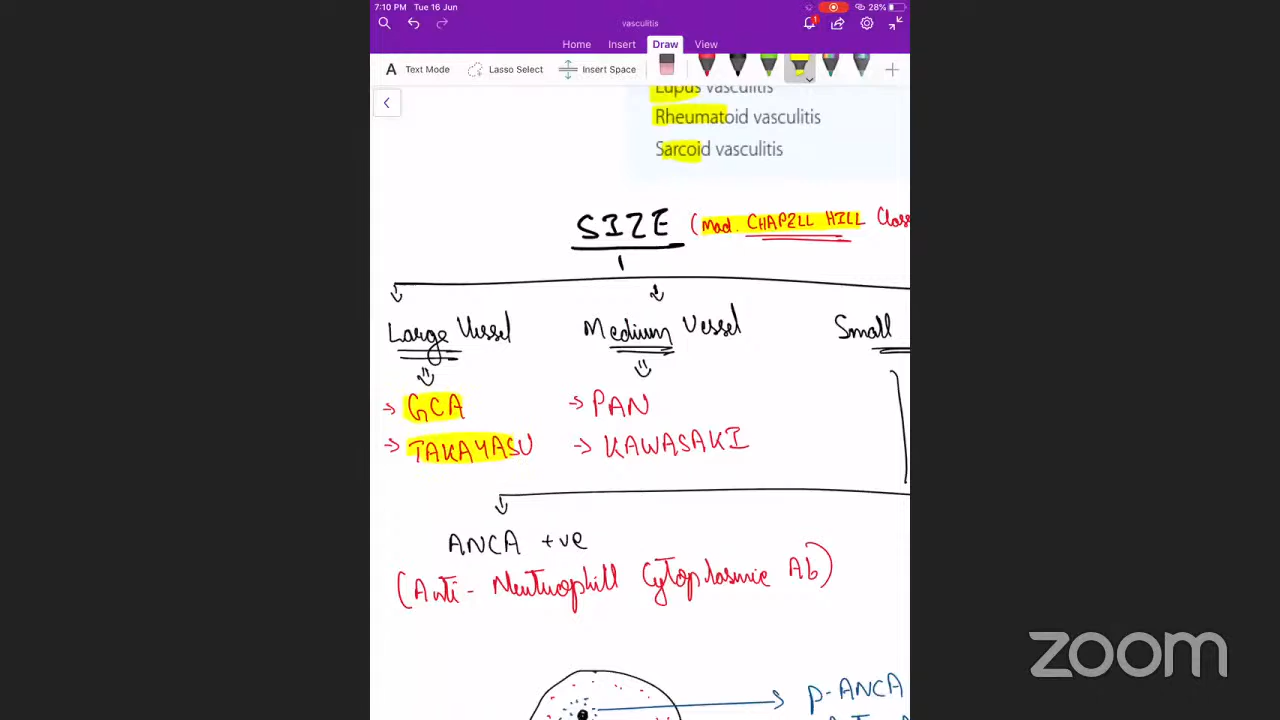 7:10 PM Tue 16 Jun
28%
vasculitis
Home Insert Draw View
A Text Mode Lasso Select Insert Space
Lupus vasculitis
Rheumatoid vasculitis
Sarcoid vasculitis
SIZE (Mod. CHAPELL HILL Class
Large Vessel Medium Vessel Small
→ GCA → PAN
→ TAKAYASU → KAWASAKI
ANCA +ve
(Anti - Neutrophill Cytoplasmic Ab)
p-ANCA
zoom